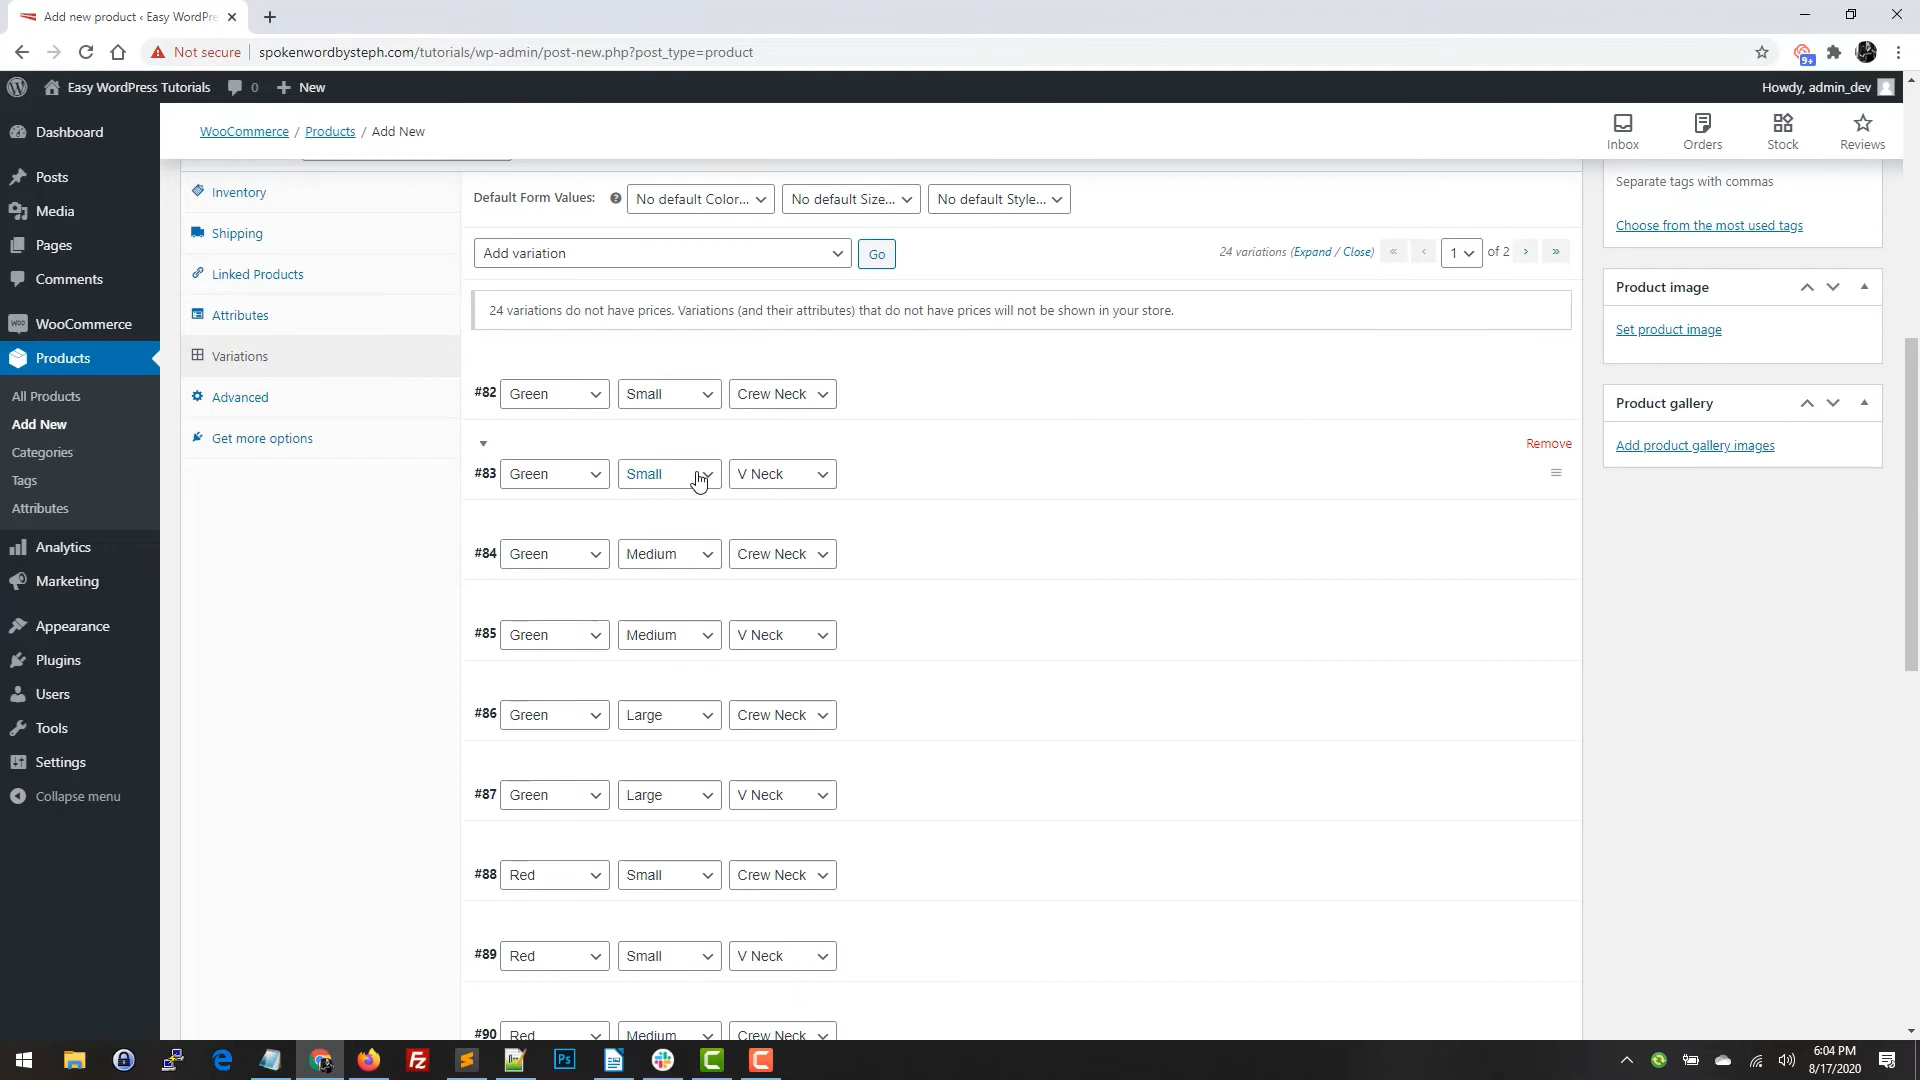 Add new product ‹ Easy WordPre
Not secure spokenwordbysteph.com/tutorials/wp-admin/post-new.php?post_type=product
9+
Easy WordPress Tutorials 0 New
Howdy, admin_dev
Dashboard
Posts
Media
Pages
Comments
WooCommerce
Products
All Products
Add New
Categories
Tags
Attributes
Analytics
Marketing
Appearance
Plugins
Users
Tools
Settings
Collapse menu
WooCommerce / Products / Add New
Inbox
Orders
Stock
Reviews
Inventory
Shipping
Linked Products
Attributes
Variations
Advanced
Get more options
Default Form Values: No default Color... No default Size... No default Style...
Add variation Go
24 variations (Expand / Close) « ‹ 1 of 2 › »
24 variations do not have prices. Variations (and their attributes) that do not have prices will not be shown in your store.
#82 Green Small Crew Neck
Remove
#83 Green Small V Neck
#84 Green Medium Crew Neck
#85 Green Medium V Neck
#86 Green Large Crew Neck
#87 Green Large V Neck
#88 Red Small Crew Neck
#89 Red Small V Neck
#90 Red Medium Crew Neck
Separate tags with commas
Choose from the most used tags
Product image
Set product image
Product gallery
Add product gallery images
6:04 PM
8/17/2020